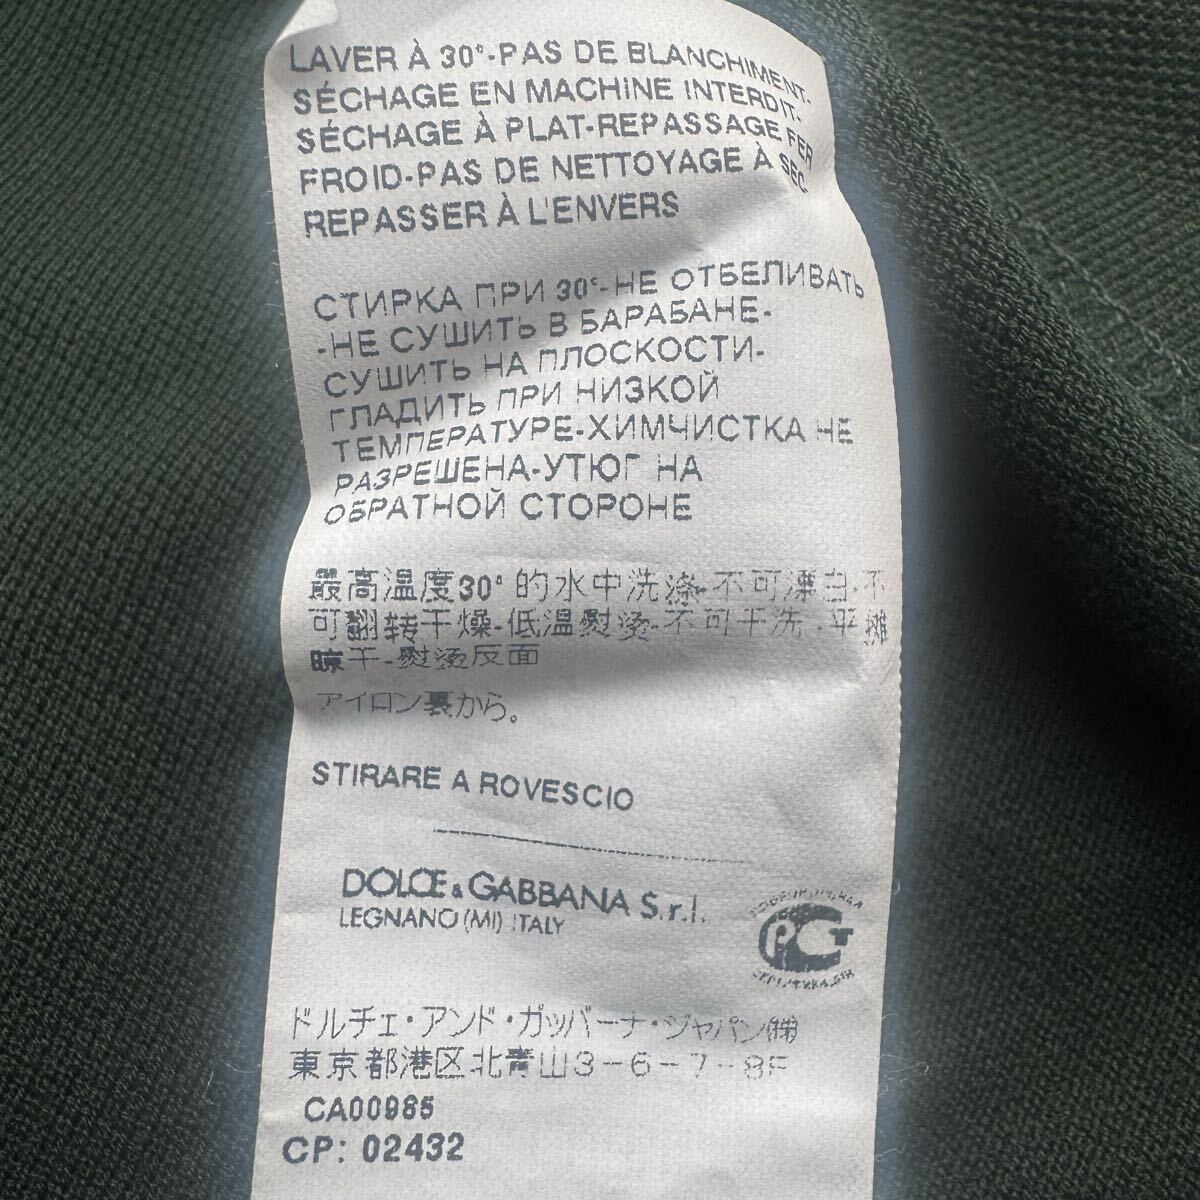 LAVER À 30°-PAS DE BLANCHIMENT-
SÉCHAGE EN MACHINE INTERDIT-
SÉCHAGE À PLAT-REPASSAGE FER
FROID-PAS DE NETTOYAGE À SEC-
REPASSER À L'ENVERS
СТИРКА ПРИ 30°-НЕ ОТБЕЛИВАТЬ
-НЕ СУШИТЬ В БАРАБАНЕ-
СУШИТЬ НА ПЛОСКОСТИ-
ГЛАДИТЬ ПРИ НИЗКОЙ
ТЕМПЕРАТУРЕ-ХИМЧИСТКА НЕ
РАЗРЕШЕНА-УТЮГ НА
ОБРАТНОЙ СТОРОНЕ
最高温度30°的水中洗涤-不可漂白-不
可翻转干燥-低温熨烫-不可干洗-平摊
晾干-熨烫反面
アイロン裏から。
STIRARE A ROVESCIO
DOLCE & GABBANA S.r.l.
LEGNANO (MI) ITALY
ДОБРОВОЛЬНАЯ
РСТ
СЕРТИФИКАЦИЯ
ドルチェ・アンド・ガッバーナ・ジャパン㈱
東京都港区北青山3-6-7-8F
CA00965
CP: 02432